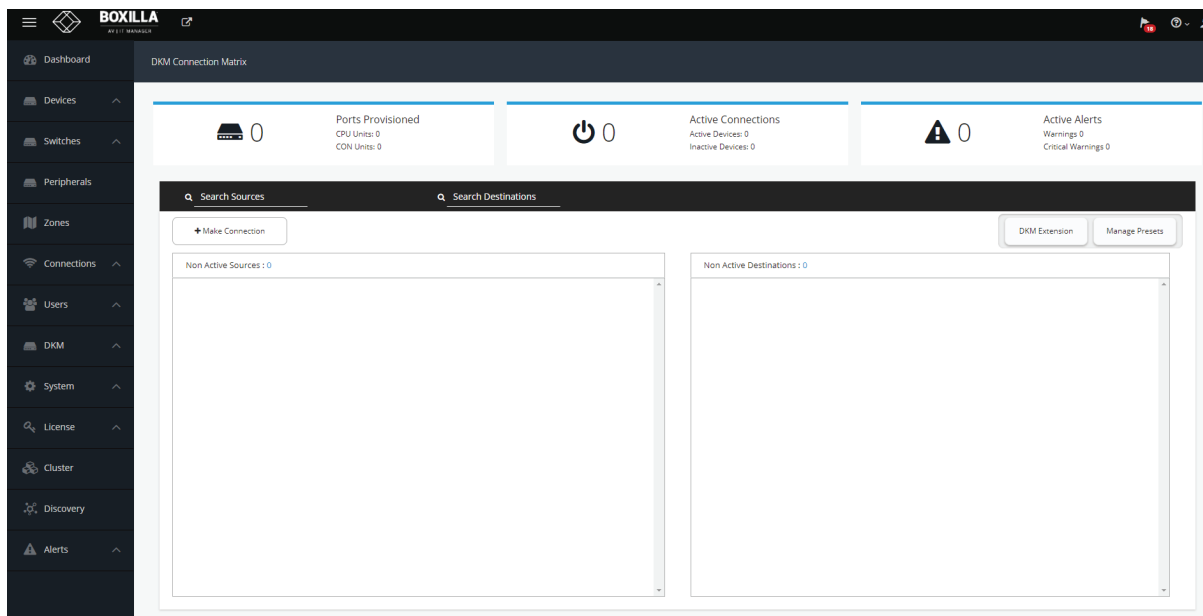 BOXILLA
AV | IT MANAGER
18
Dashboard
Devices
Switches
Peripherals
Zones
Connections
Users
DKM
System
License
Cluster
Discovery
Alerts
DKM Connection Matrix
0
Ports Provisioned
CPU Units: 0
CON Units: 0
0
Active Connections
Active Devices: 0
Inactive Devices: 0
0
Active Alerts
Warnings 0
Critical Warnings 0
Search Sources
Search Destinations
+ Make Connection
DKM Extension
Manage Presets
Non Active Sources : 0
Non Active Destinations : 0